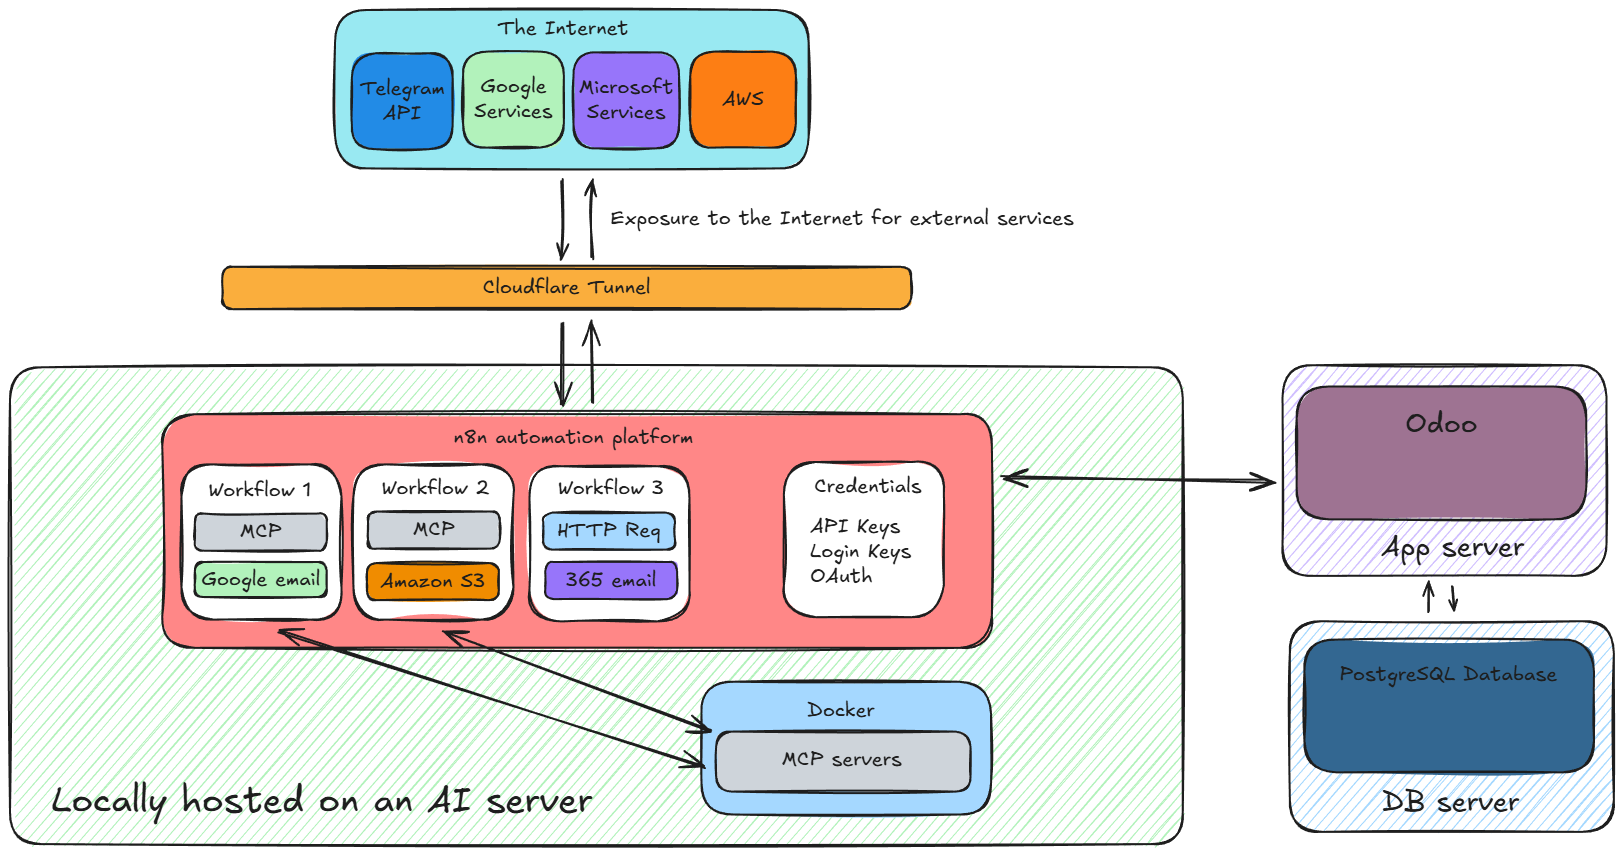 The Internet
Telegram
API
Google
Services
Microsoft
Services
AWS
Exposure to the Internet for external services
Cloudflare Tunnel
n8n automation platform
Workflow 1
MCP
Google email
Workflow 2
MCP
Amazon S3
Workflow 3
HTTP Req
365 email
Credentials
API Keys
Login Keys
OAuth
Docker
MCP servers
Locally hosted on an AI server
Odoo
App server
PostgreSQL Database
DB server